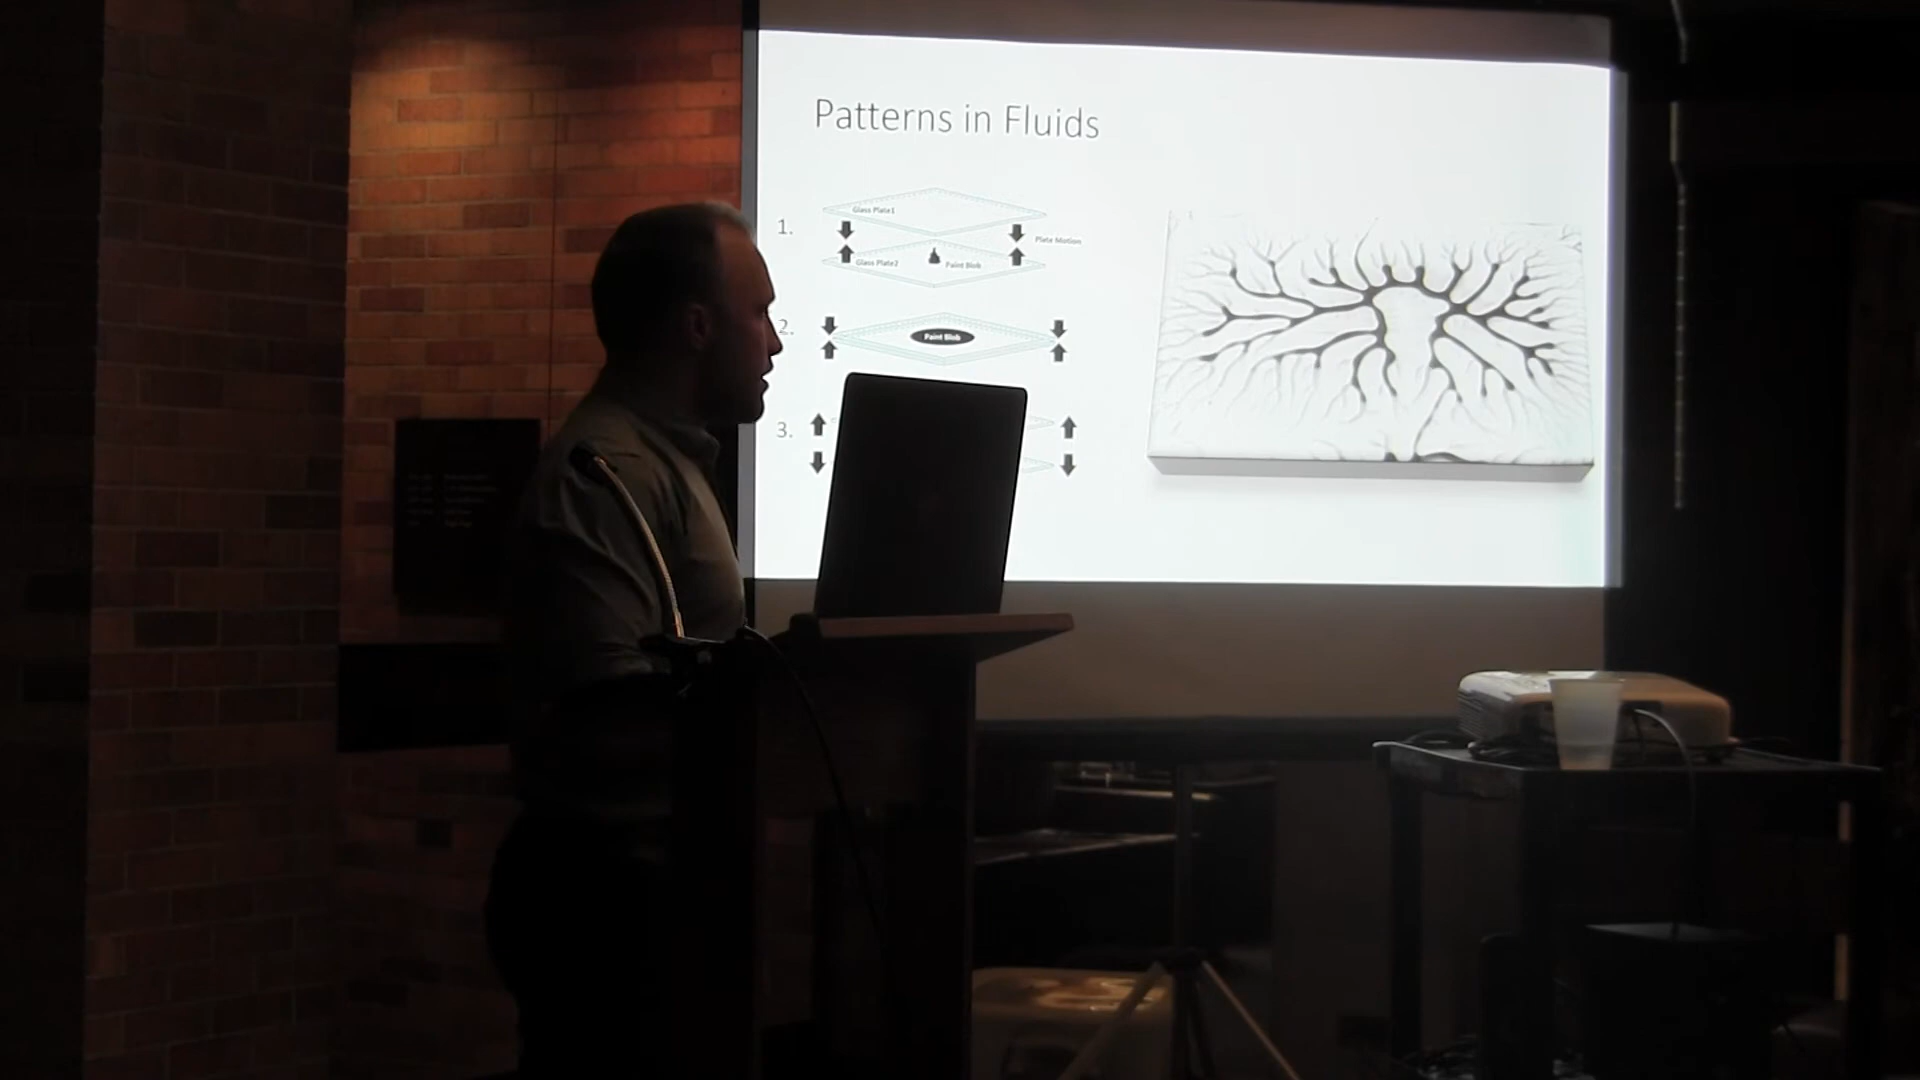 Patterns in Fluids
1.
Glass Plate1
Plate Motion
Glass Plate2
Paint Blob
2.
Paint Blob
3.